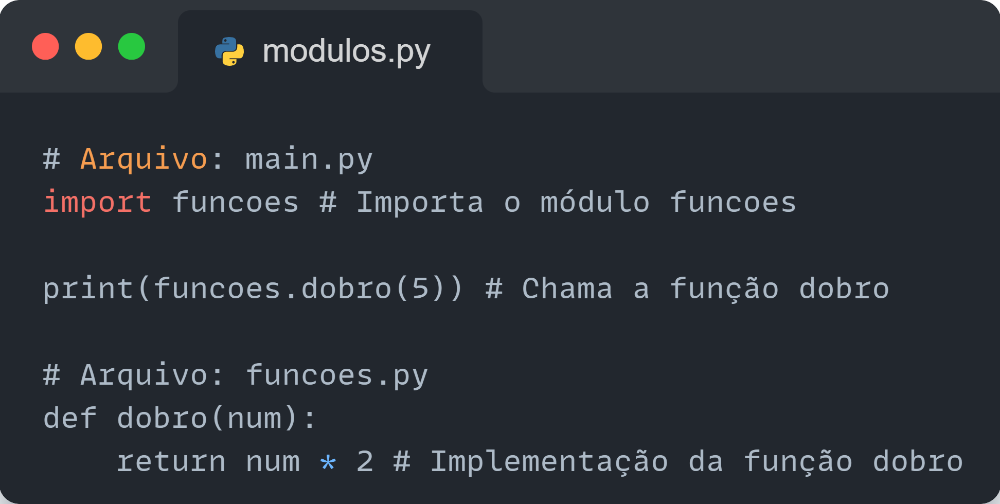 modulos.py
# Arquivo: main.py
import funcoes # Importa o módulo funcoes
print(funcoes.dobro(5)) # Chama a função dobro
# Arquivo: funcoes.py
def dobro(num):
    return num * 2 # Implementação da função dobro